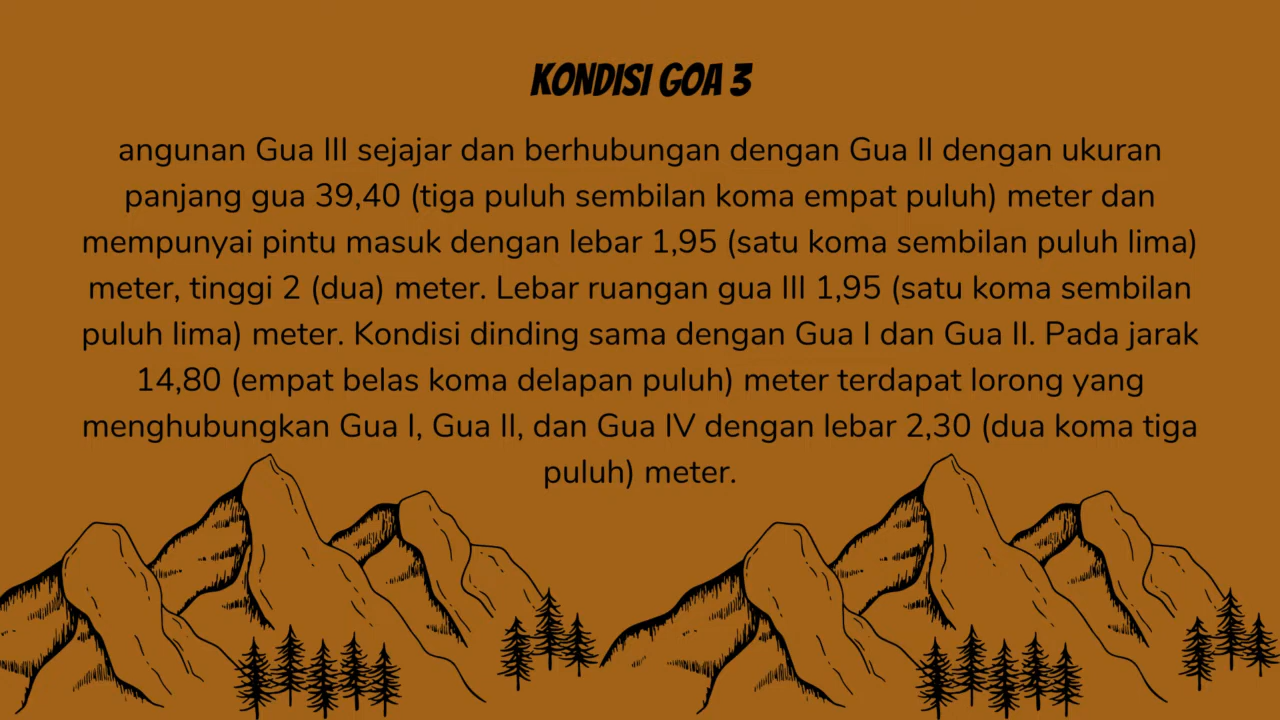 KONDISI GOA 3
angunan Gua III sejajar dan berhubungan dengan Gua II dengan ukuran
panjang gua 39,40 (tiga puluh sembilan koma empat puluh) meter dan
mempunyai pintu masuk dengan lebar 1,95 (satu koma sembilan puluh lima)
meter, tinggi 2 (dua) meter. Lebar ruangan gua III 1,95 (satu koma sembilan
puluh lima) meter. Kondisi dinding sama dengan Gua I dan Gua II. Pada jarak
14,80 (empat belas koma delapan puluh) meter terdapat lorong yang
menghubungkan Gua I, Gua II, dan Gua IV dengan lebar 2,30 (dua koma tiga
puluh) meter.